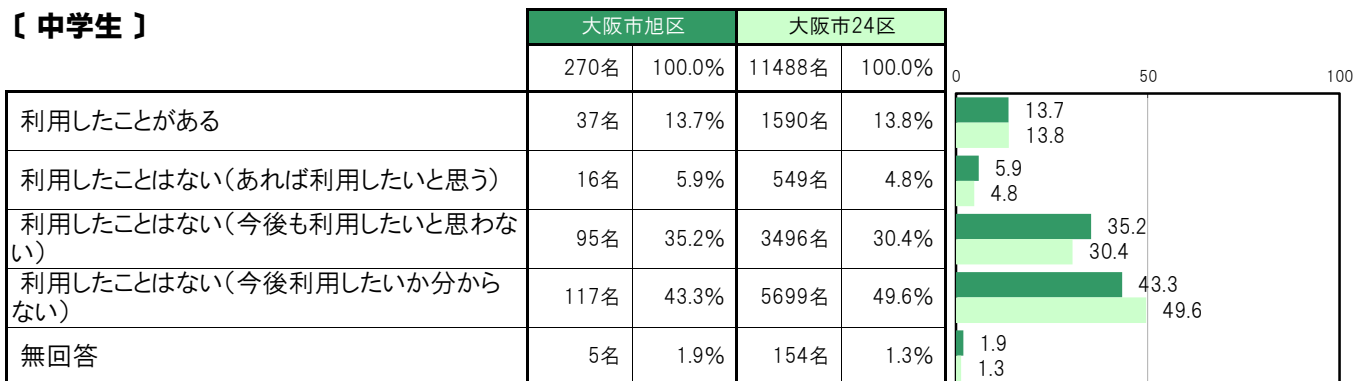 〔 中学生 〕
大阪市旭区 大阪市24区
270名 100.0% 11488名 100.0%
0 50 100
利用したことがある 37名 13.7% 1590名 13.8%
13.7
13.8
利用したことはない(あれば利用したいと思う) 16名 5.9% 549名 4.8%
5.9
4.8
利用したことはない(今後も利用したいと思わな
い) 95名 35.2% 3496名 30.4%
35.2
30.4
利用したことはない(今後利用したいか分から
ない) 117名 43.3% 5699名 49.6%
43.3
49.6
無回答 5名 1.9% 154名 1.3%
1.9
1.3